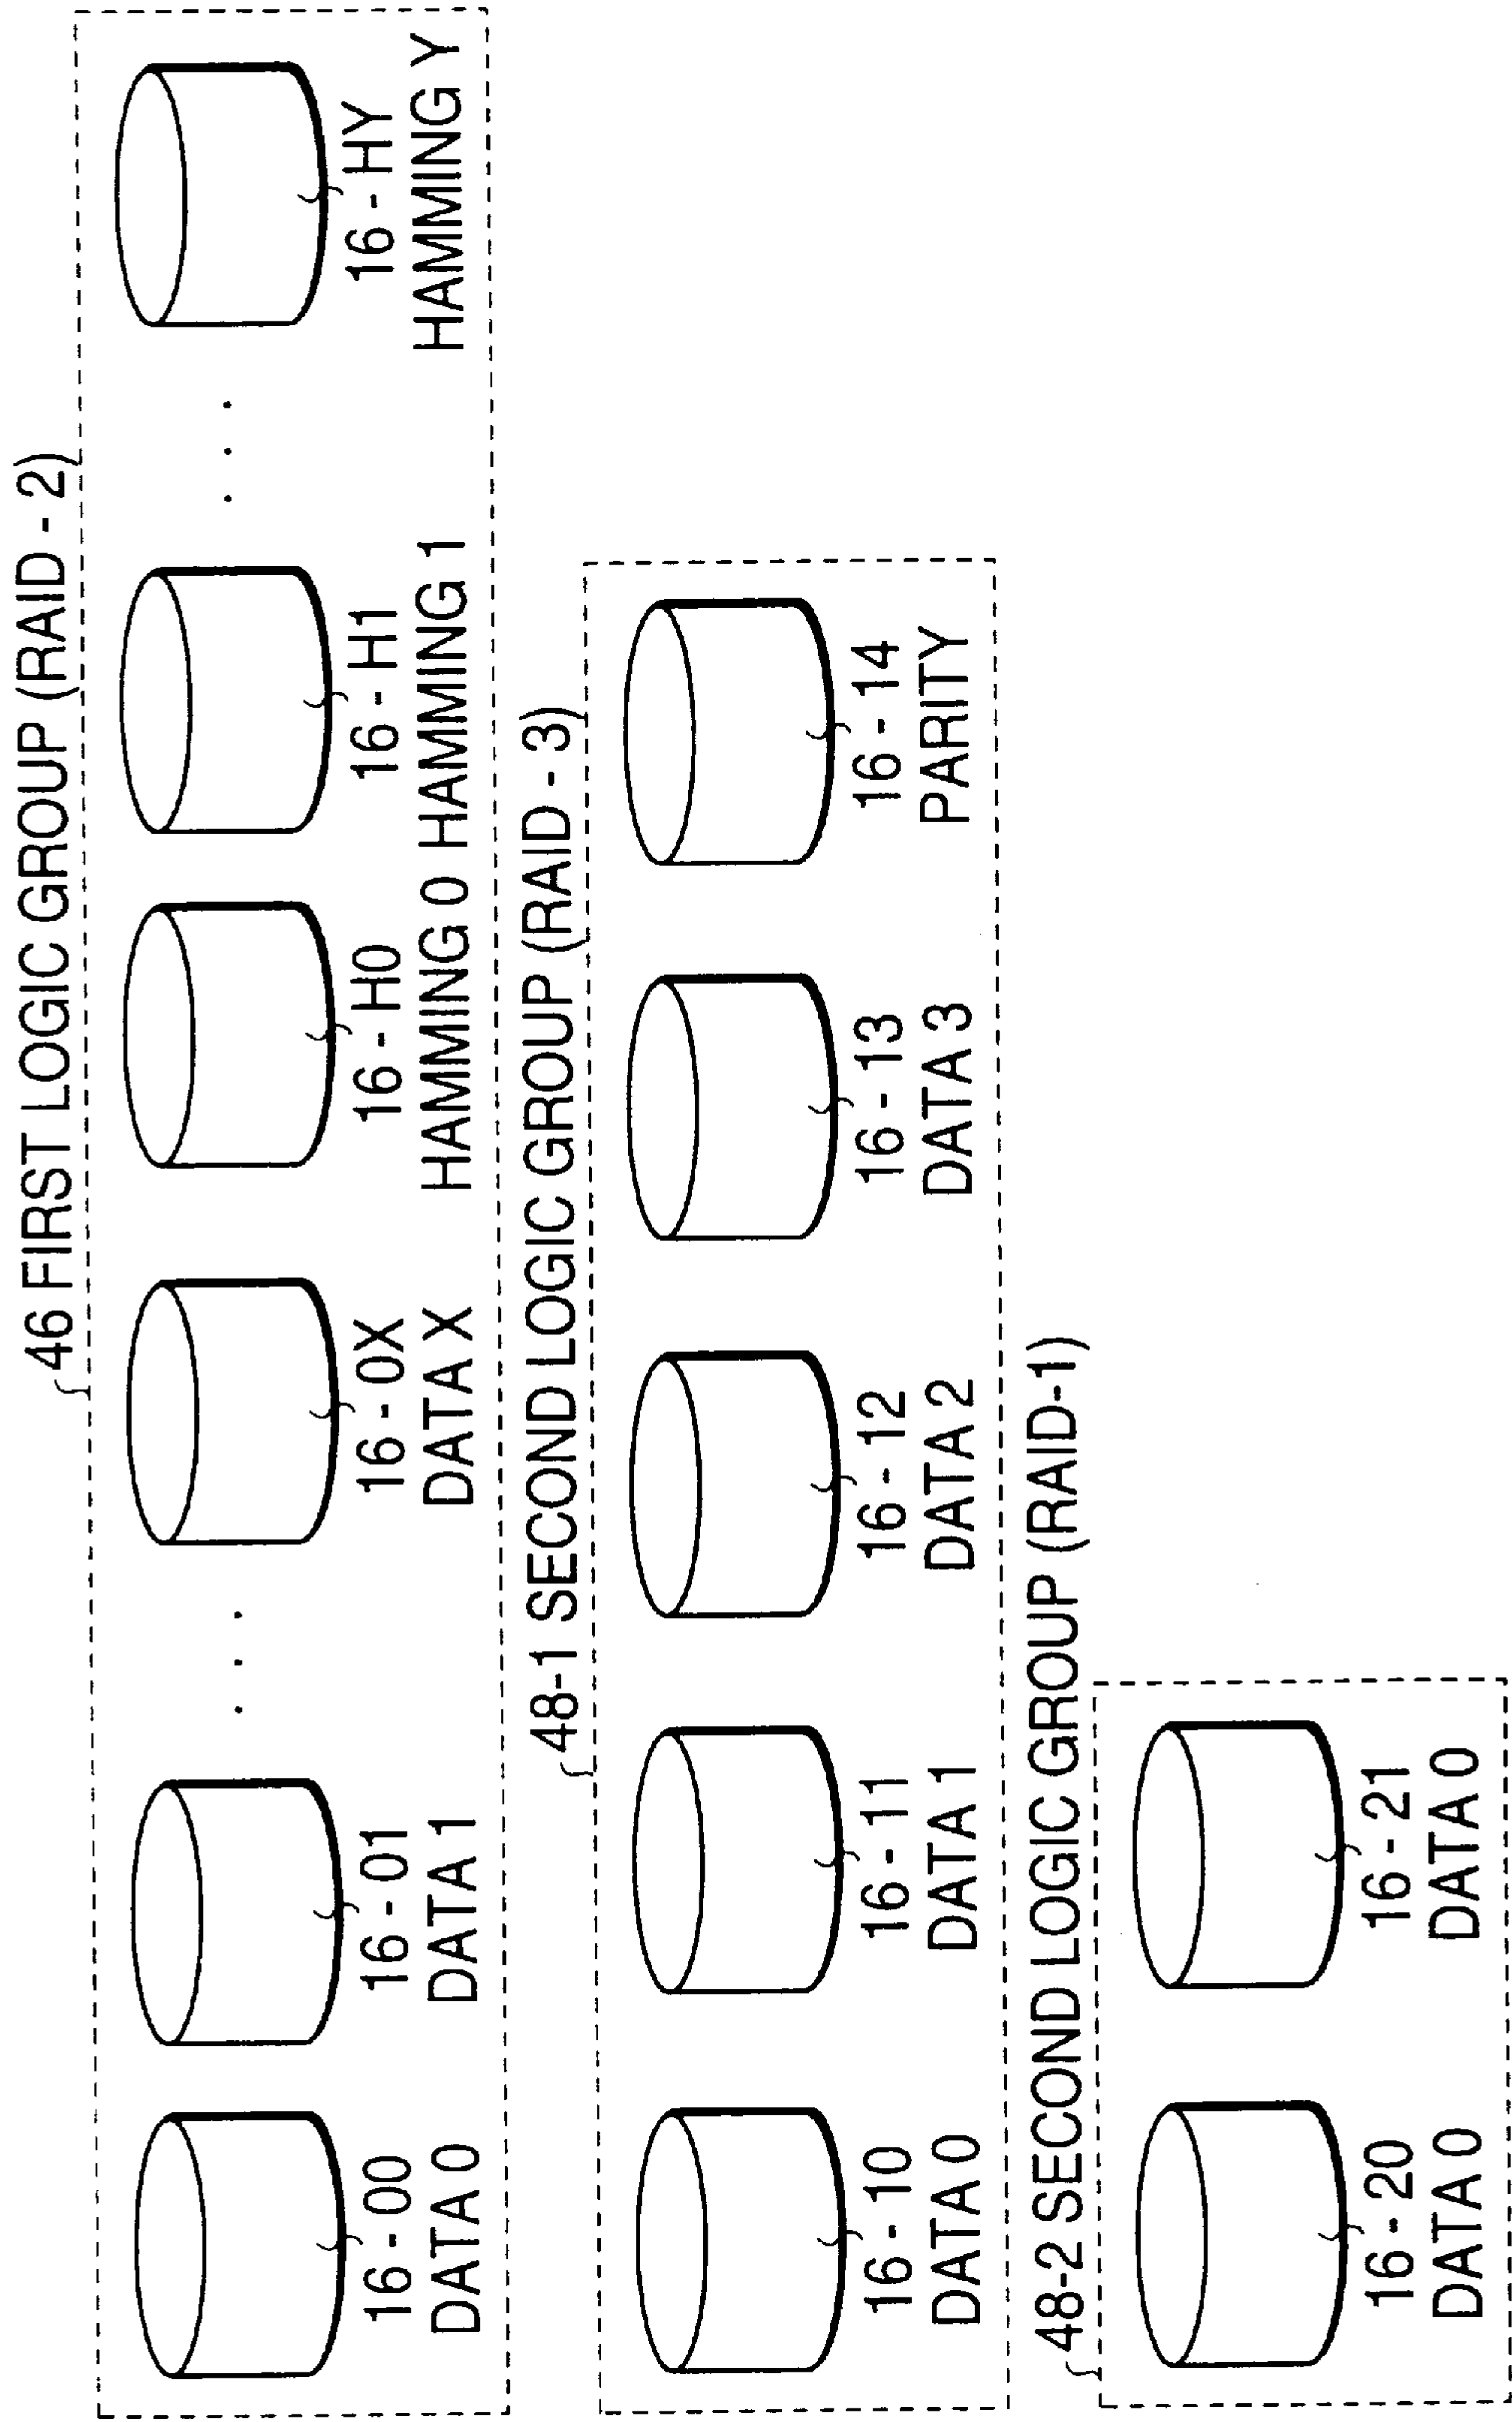 46 FIRST LOGIC GROUP (RAID - 2)
16 - 00
DATA 0
16 - 01
DATA 1
. . .
16 - 0X
DATA X
16 - H0
HAMMING 0
16 - H1
HAMMING 1
. . .
16 - HY
HAMMING Y
48-1 SECOND LOGIC GROUP (RAID - 3)
16 - 10
DATA 0
16 - 11
DATA 1
16 - 12
DATA 2
16 - 13
DATA 3
16 - 14
PARITY
48-2 SECOND LOGIC GROUP (RAID-1)
16 - 20
DATA 0
16 - 21
DATA 0